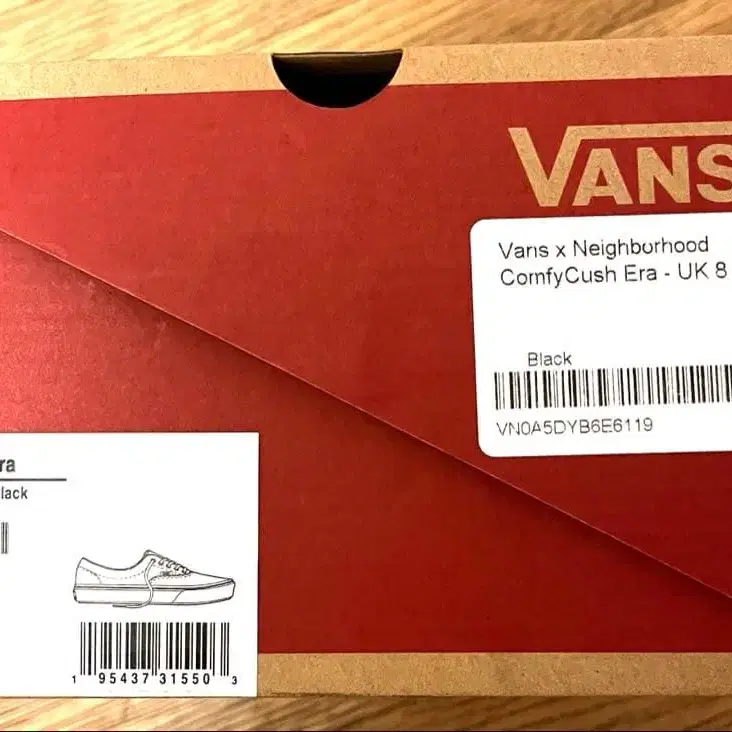 VANS
Vans x Neighborhood
ComfyCush Era - UK 8
Black
VN0A5DYB6E6119
ra
lack
1 95437 31550 3